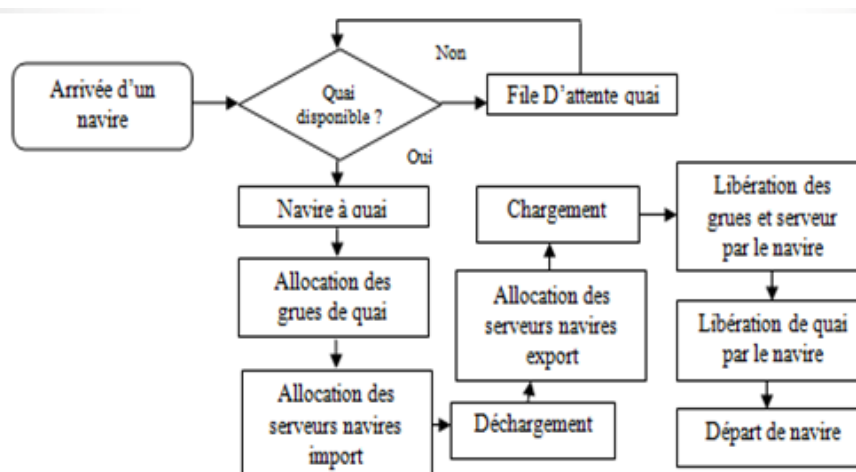 Arrivée d'un
navire
Quai
disponible ?
Non
File D'attente quai
Oui
Navire à quai
Allocation des
grues de quai
Allocation des
serveurs navires
import
Déchargement
Allocation des
serveurs navires
export
Chargement
Libération des
grues et serveur
par le navire
Libération de quai
par le navire
Départ de navire